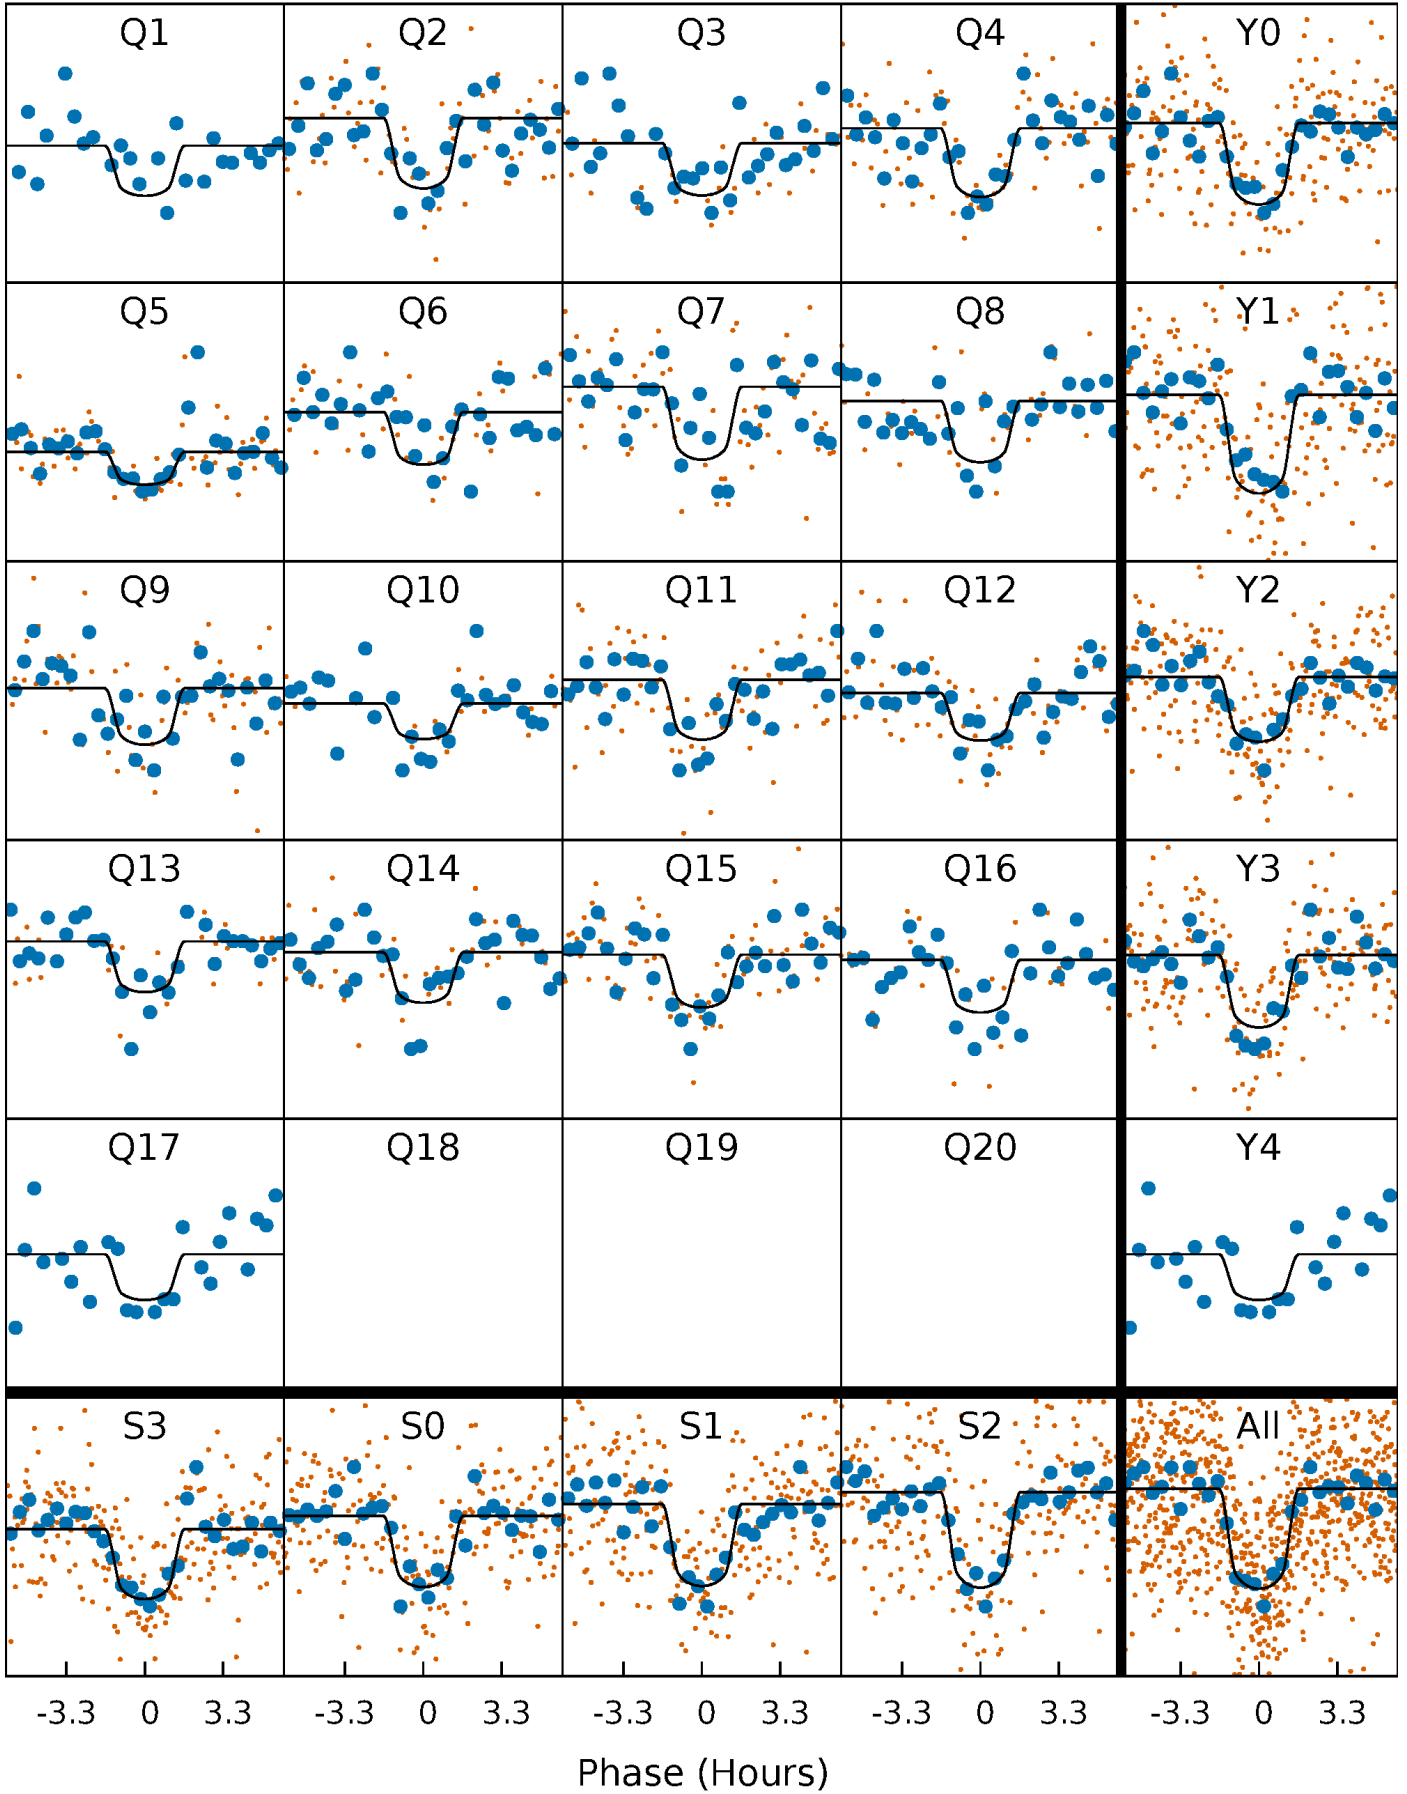 Q1 Q2 Q3 Q4 Y0
Q5 Q6 Q7 Q8 Y1
Q9 Q10 Q11 Q12 Y2
Q13 Q14 Q15 Q16 Y3
Q17 Q18 Q19 Q20 Y4
S3 S0 S1 S2 All
-3.3 0 3.3 -3.3 0 3.3 -3.3 0 3.3 -3.3 0 3.3 -3.3 0 3.3
Phase (Hours)